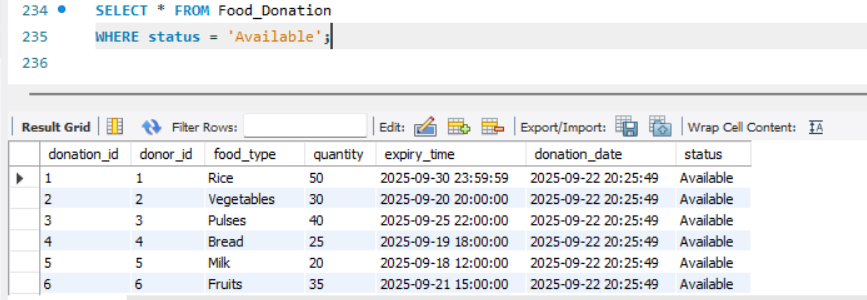 234 SELECT * FROM Food_Donation
235 WHERE status = 'Available';
236
Result Grid Filter Rows: Edit: Export/Import: Wrap Cell Content: IA
donation_id donor_id food_type quantity expiry_time donation_date status
1 1 Rice 50 2025-09-30 23:59:59 2025-09-22 20:25:49 Available
2 2 Vegetables 30 2025-09-20 20:00:00 2025-09-22 20:25:49 Available
3 3 Pulses 40 2025-09-25 22:00:00 2025-09-22 20:25:49 Available
4 4 Bread 25 2025-09-19 18:00:00 2025-09-22 20:25:49 Available
5 5 Milk 20 2025-09-18 12:00:00 2025-09-22 20:25:49 Available
6 6 Fruits 35 2025-09-21 15:00:00 2025-09-22 20:25:49 Available